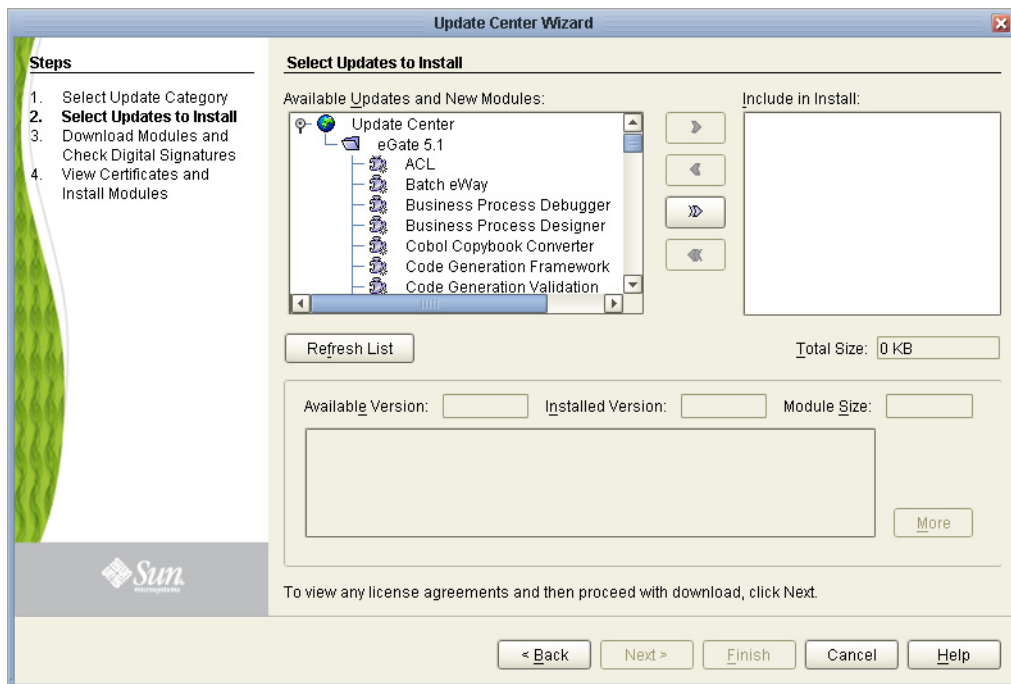 Update Center Wizard
Steps
1. Select Update Category
2. Select Updates to Install
3. Download Modules and
Check Digital Signatures
4. View Certificates and
Install Modules
Sun
microsystems
Select Updates to Install
Available Updates and New Modules:
Update Center
eGate 5.1
ACL
Batch eWay
Business Process Debugger
Business Process Designer
Cobol Copybook Converter
Code Generation Framework
Code Generation Validation
Include in Install:
Refresh List
Total Size: 0 KB
Available Version:
Installed Version:
Module Size:
More
To view any license agreements and then proceed with download, click Next.
< Back
Next >
Finish
Cancel
Help